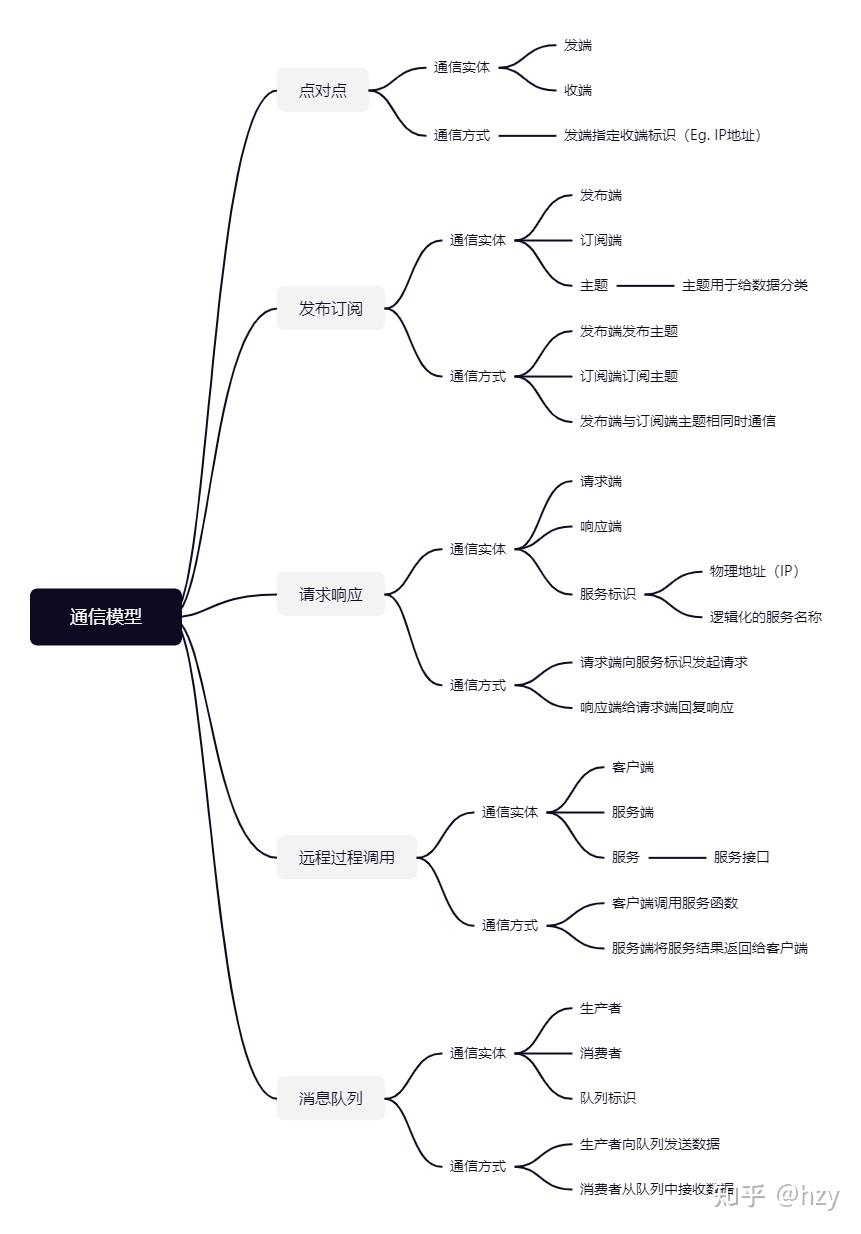 通信模型
点对点
通信实体
发端
收端
通信方式
发端指定收端标识（Eg. IP地址）
发布订阅
通信实体
发布端
订阅端
主题
主题用于给数据分类
通信方式
发布端发布主题
订阅端订阅主题
发布端与订阅端主题相同时通信
请求响应
通信实体
请求端
响应端
服务标识
物理地址（IP）
逻辑化的服务名称
通信方式
请求端向服务标识发起请求
响应端给请求端回复响应
远程过程调用
通信实体
客户端
服务端
服务
服务接口
通信方式
客户端调用服务函数
服务端将服务结果返回给客户端
消息队列
通信实体
生产者
消费者
队列标识
通信方式
生产者向队列发送数据
消费者从队列中接收数据
知乎 @hzy